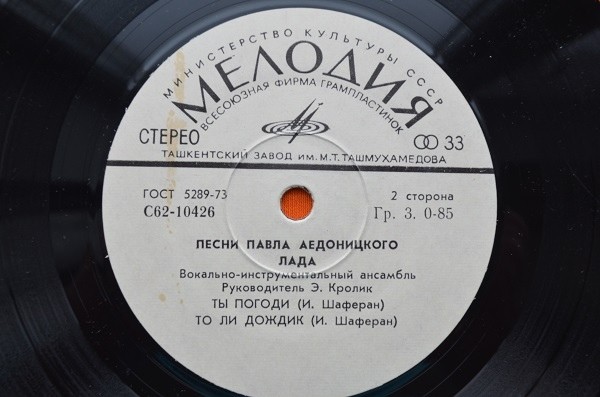 МИНИСТЕРСТВО КУЛЬТУРЫ СССР
МЕЛОДИЯ
ВСЕСОЮЗНАЯ ФИРМА ГРАМПЛАСТИНОК
СТЕРЕО
33
ТАШКЕНТСКИЙ ЗАВОД ИМ. М.Т. ТАШМУХАМЕДОВА
ГОСТ 5289-73
2 сторона
С62-10426
Гр. 3. 0-85
ПЕСНИ ПАВЛА АЕДОНИЦКОГО
ЛАДА
Вокально-инструментальный ансамбль
Руководитель Э. Кролик
ТЫ ПОГОДИ (И. Шаферан)
ТО ЛИ ДОЖДИК (И. Шаферан)